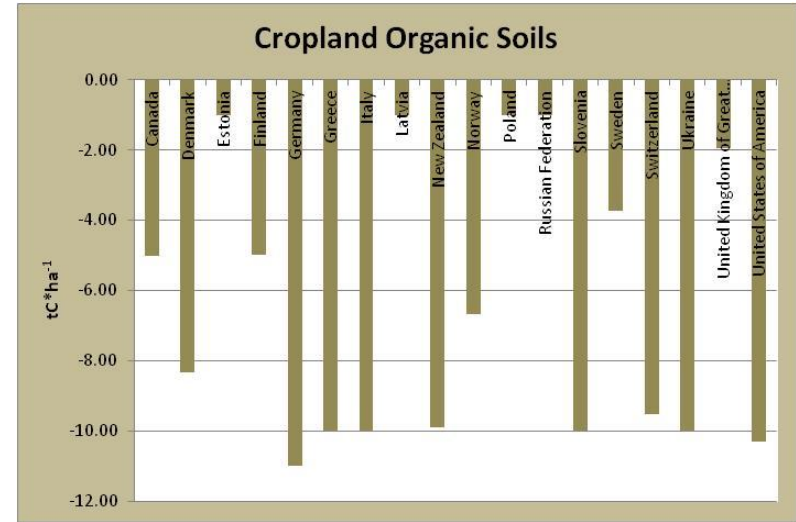 Cropland Organic Soils
0.00
-2.00
-4.00
-6.00
-8.00
-10.00
-12.00
tC*ha⁻¹
Canada
Denmark
Estonia
Finland
Germany
Greece
Italy
Latvia
New Zealand
Norway
Poland
Russian Federation
Slovenia
Sweden
Switzerland
Ukraine
United Kingdom of Great...
United States of America